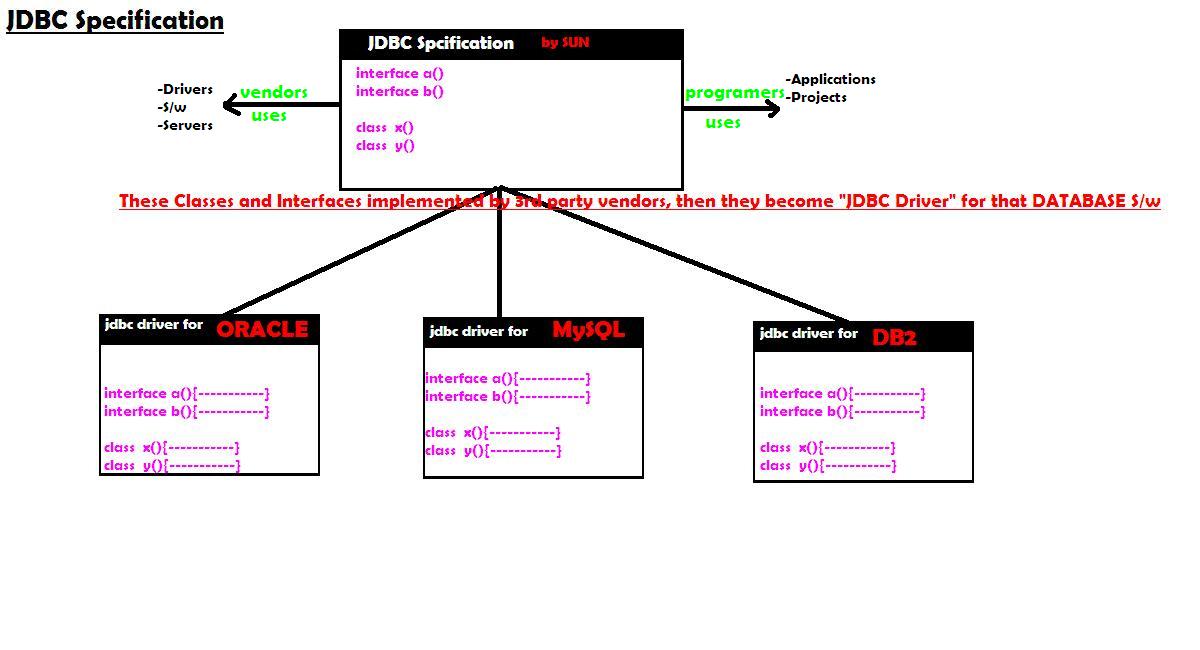 JDBC Specification
JDBC Spcification by SUN
interface a()
interface b()
class x()
class y()
-Drivers
-S/w
-Servers
vendors
uses
programers
uses
-Applications
-Projects
These Classes and Interfaces implemented by 3rd party vendors, then they become "JDBC Driver" for that DATABASE S/w
jdbc driver for ORACLE
interface a(){-----------}
interface b(){-----------}
class x(){-----------}
class y(){-----------}
jdbc driver for MySQL
interface a(){-----------}
interface b(){-----------}
class x(){-----------}
class y(){-----------}
jdbc driver for DB2
interface a(){-----------}
interface b(){-----------}
class x(){-----------}
class y(){-----------}